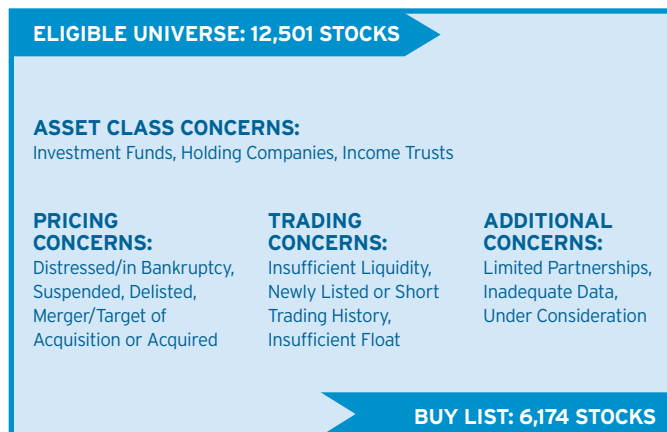 ELIGIBLE UNIVERSE: 12,501 STOCKS
ASSET CLASS CONCERNS:
Investment Funds, Holding Companies, Income Trusts
PRICING
CONCERNS:
Distressed/in Bankruptcy,
Suspended, Delisted,
Merger/Target of
Acquisition or Acquired
TRADING
CONCERNS:
Insufficient Liquidity,
Newly Listed or Short
Trading History,
Insufficient Float
ADDITIONAL
CONCERNS:
Limited Partnerships,
Inadequate Data,
Under Consideration
BUY LIST: 6,174 STOCKS